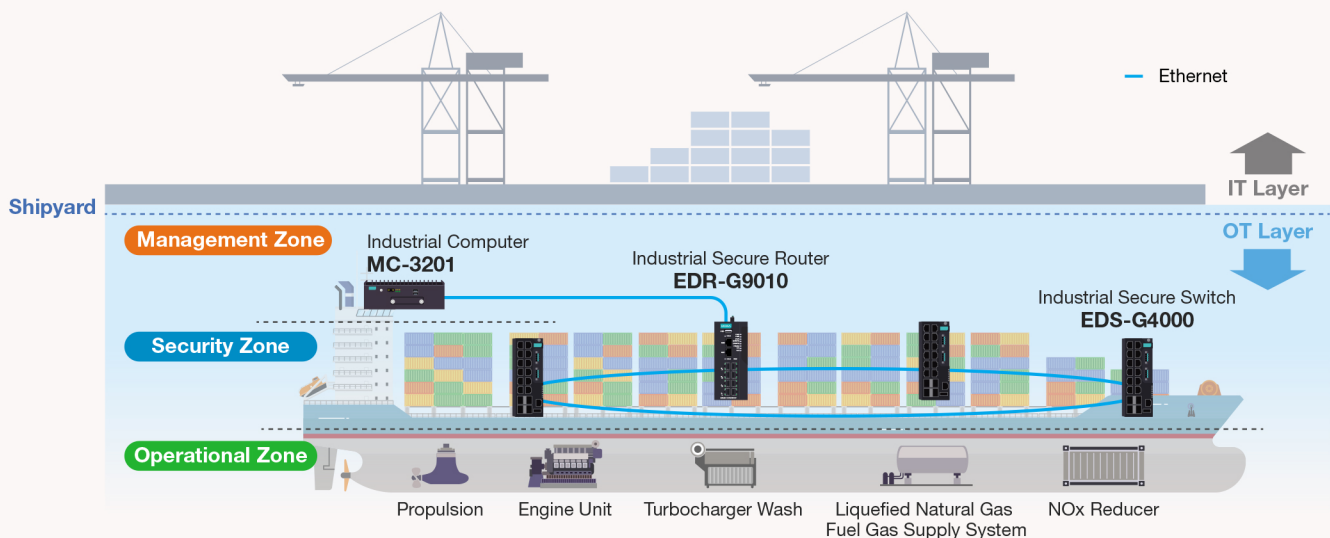 Ethernet
IT Layer
Shipyard
OT Layer
Management Zone
Industrial Computer
MC-3201
Industrial Secure Router
EDR-G9010
Industrial Secure Switch
EDS-G4000
Security Zone
Operational Zone
Propulsion
Engine Unit
Turbocharger Wash
Liquefied Natural Gas
Fuel Gas Supply System
NOx Reducer